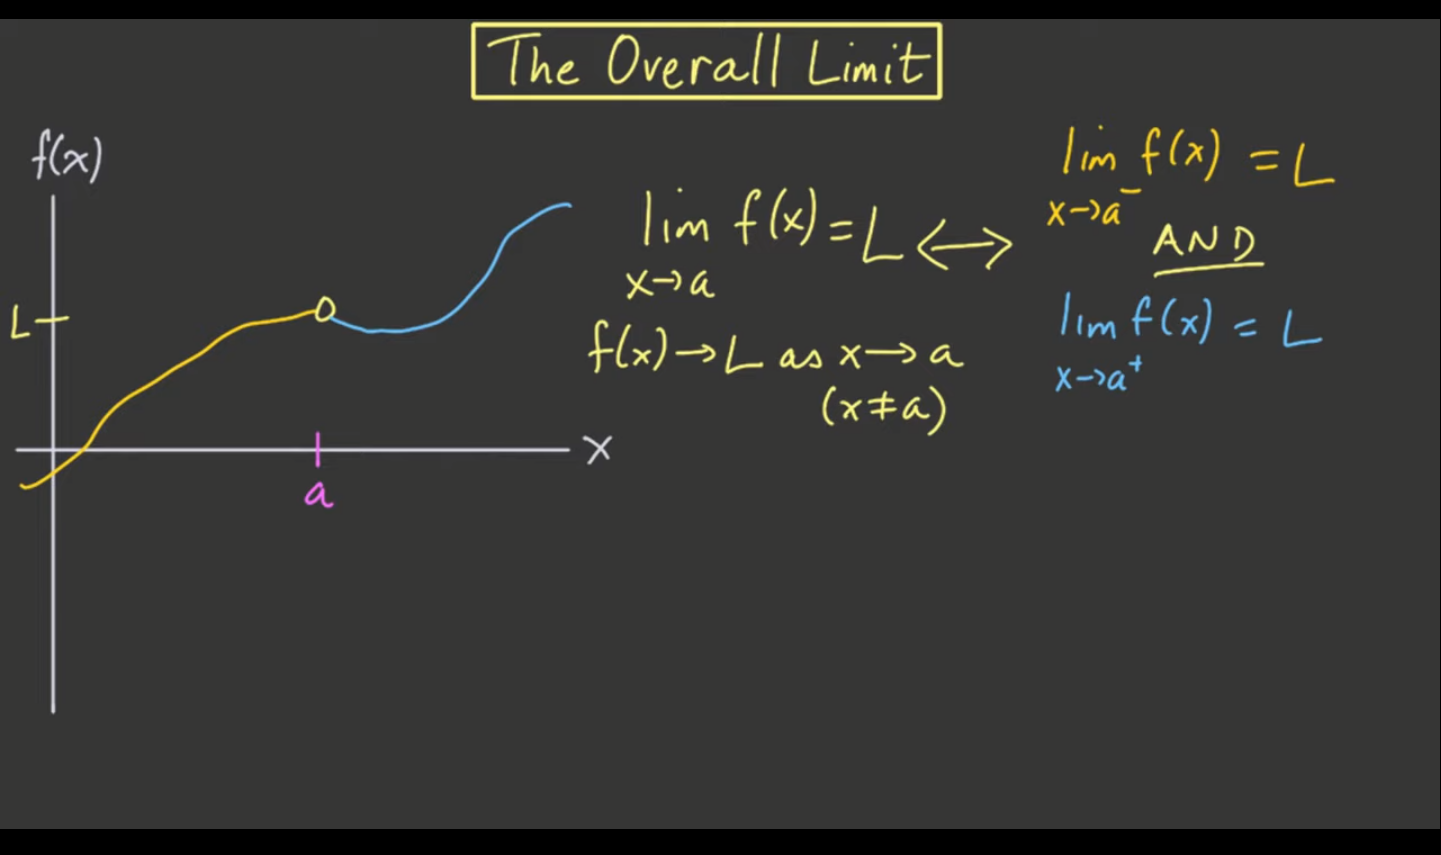 The Overall Limit
f(x)
L
a
x
lim f(x) = L ⟷
x→a
f(x) → L as x → a
(x ≠ a)
lim f(x) = L
x→a⁻
AND
lim f(x) = L
x→a⁺